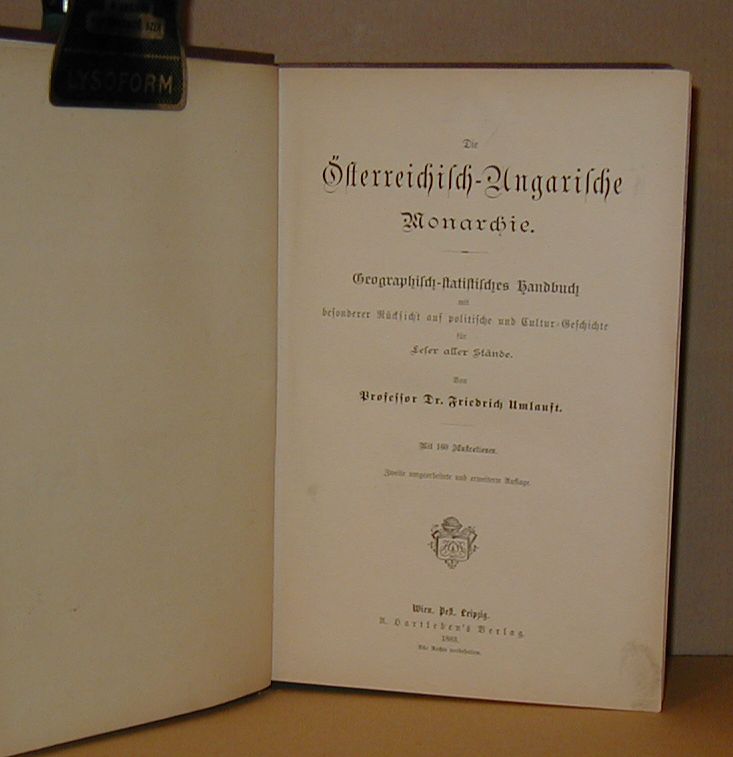 LYSOFORM
Die
Österreichisch-Ungarische
Monarchie.
Geographisch-statistisches Handbuch
mit
besonderer Rücksicht auf politische und Cultur-Geschichte
für
Leser aller Stände.
Von
Professor Dr. Friedrich Umlauft.
Mit 160 Illustrationen.
Zweite umgearbeitete und erweiterte Auflage.
Wien. Pest. Leipzig.
A. Hartleben's Verlag
1883.
Alle Rechte vorbehalten.